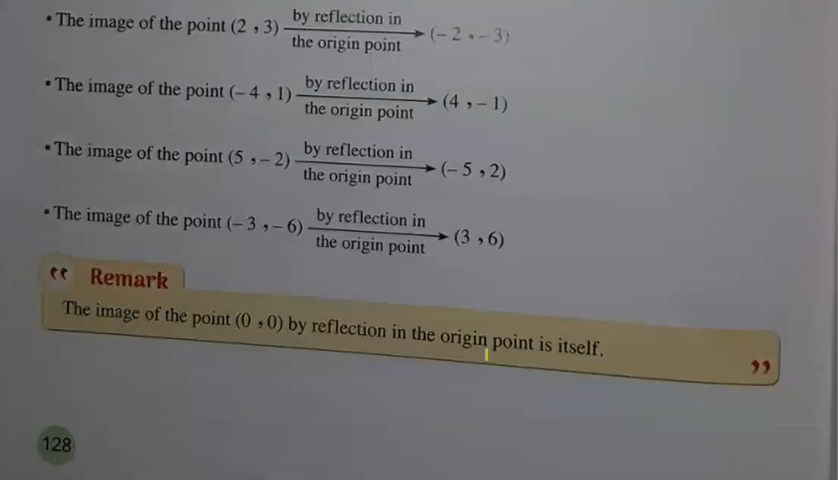 • The image of the point (2 , 3) by reflection in the origin point (– 2 , – 3)
• The image of the point (– 4 , 1) by reflection in the origin point (4 , – 1)
• The image of the point (5 , – 2) by reflection in the origin point (– 5 , 2)
• The image of the point (– 3 , – 6) by reflection in the origin point (3 , 6)
“ Remark
The image of the point (0 , 0) by reflection in the origin point is itself.
”
128